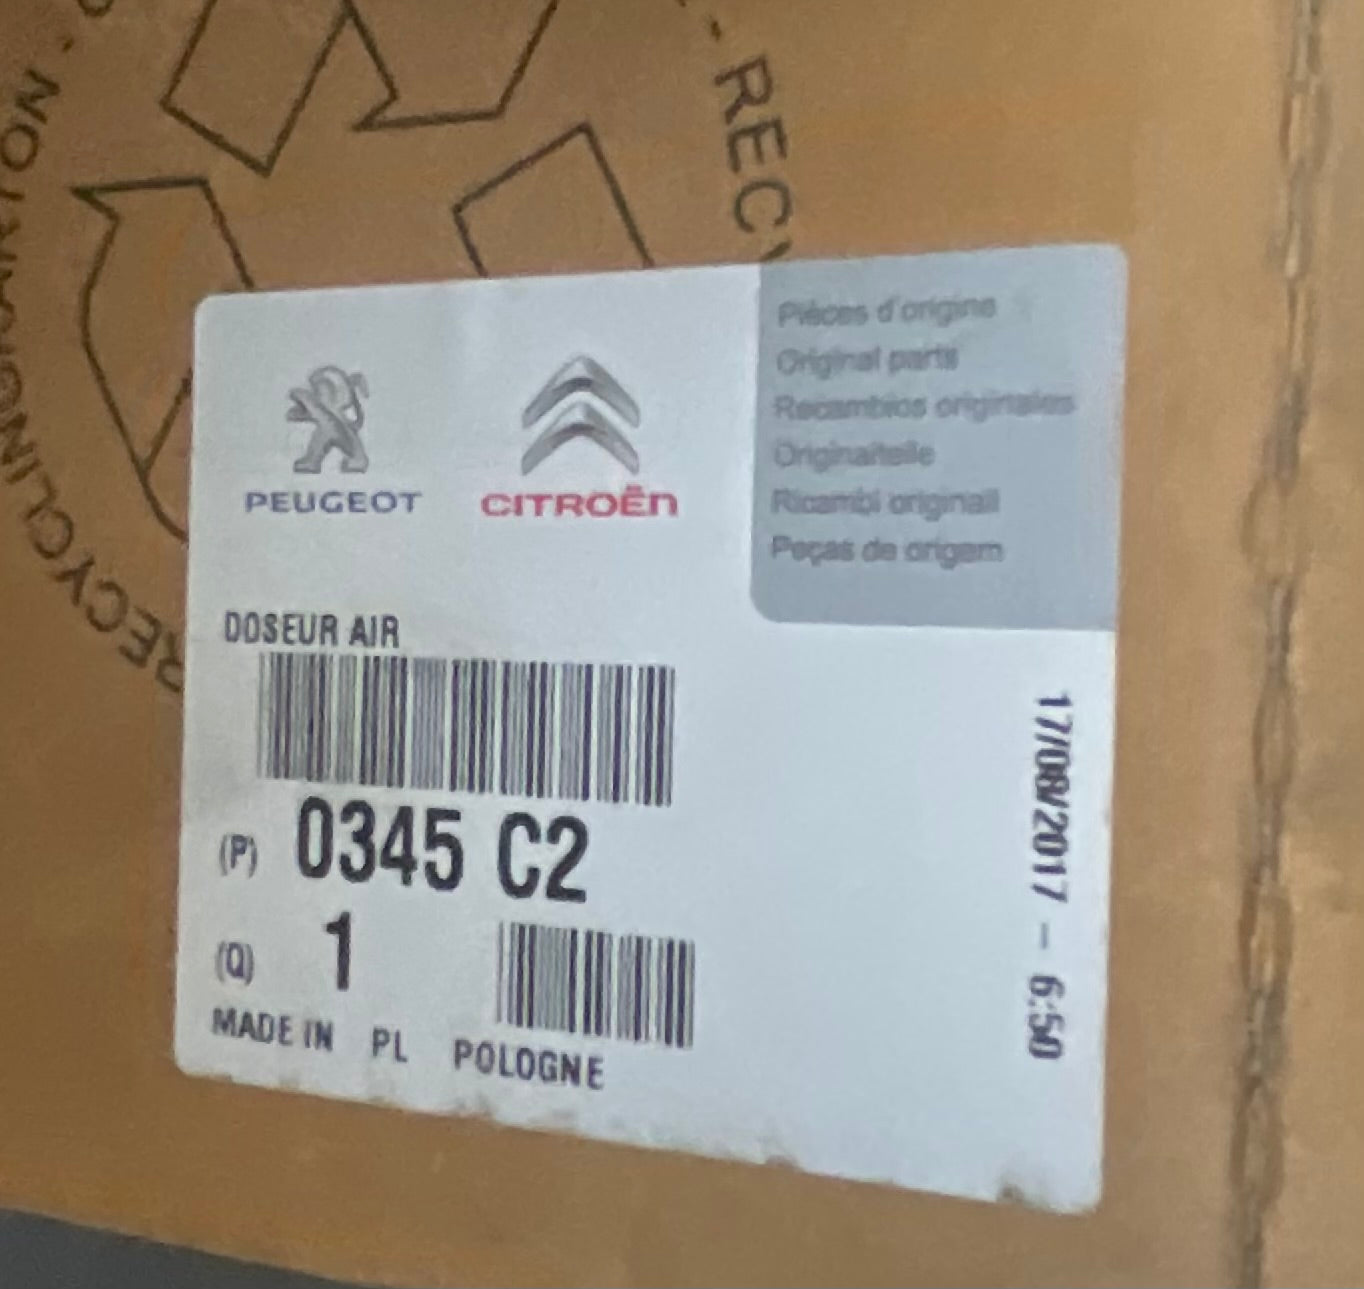 RECYCLING
PEUGEOT
CITROËN
Pièces d'origine
Original parts
Recambios originales
Originalteile
Ricambi originali
Peças de origem
DOSEUR AIR
(P) 0345 C2
(Q) 1
MADE IN PL POLOGNE
17/08/2017 - 6:50